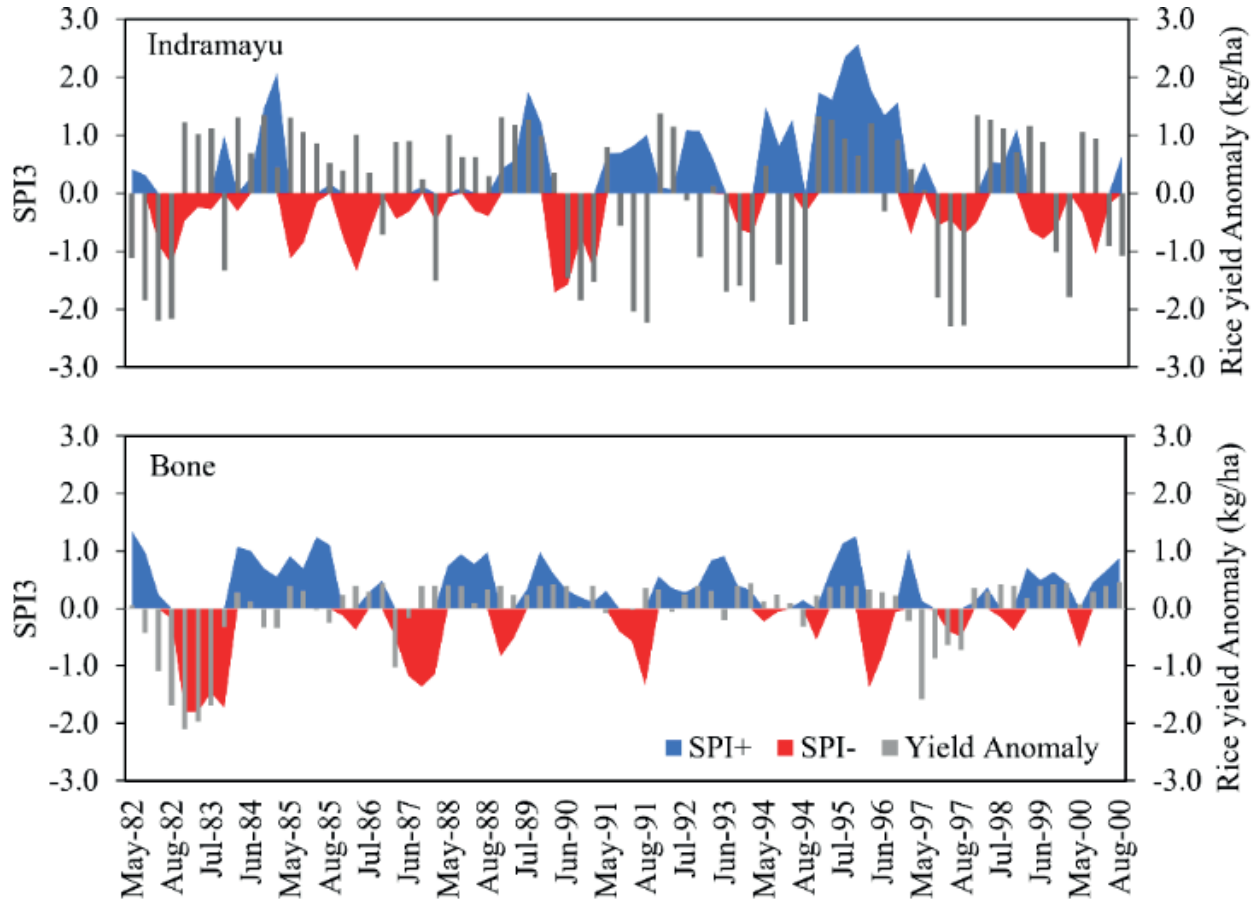 3.0 3.0
Indramayu
2.0 2.0
1.0 1.0
0.0 0.0
-1.0 -1.0
-2.0 -2.0
-3.0 -3.0
SPI3
Rice yield Anomaly (kg/ha)
3.0 3.0
Bone
2.0 2.0
1.0 1.0
0.0 0.0
-1.0 -1.0
-2.0 -2.0
-3.0 -3.0
SPI3
Rice yield Anomaly (kg/ha)
SPI+ SPI- Yield Anomaly
May-82
Aug-82
Jul-83
Jun-84
May-85
Aug-85
Jul-86
Jun-87
May-88
Aug-88
Jul-89
Jun-90
May-91
Aug-91
Jul-92
Jun-93
May-94
Aug-94
Jul-95
Jun-96
May-97
Aug-97
Jul-98
Jun-99
May-00
Aug-00